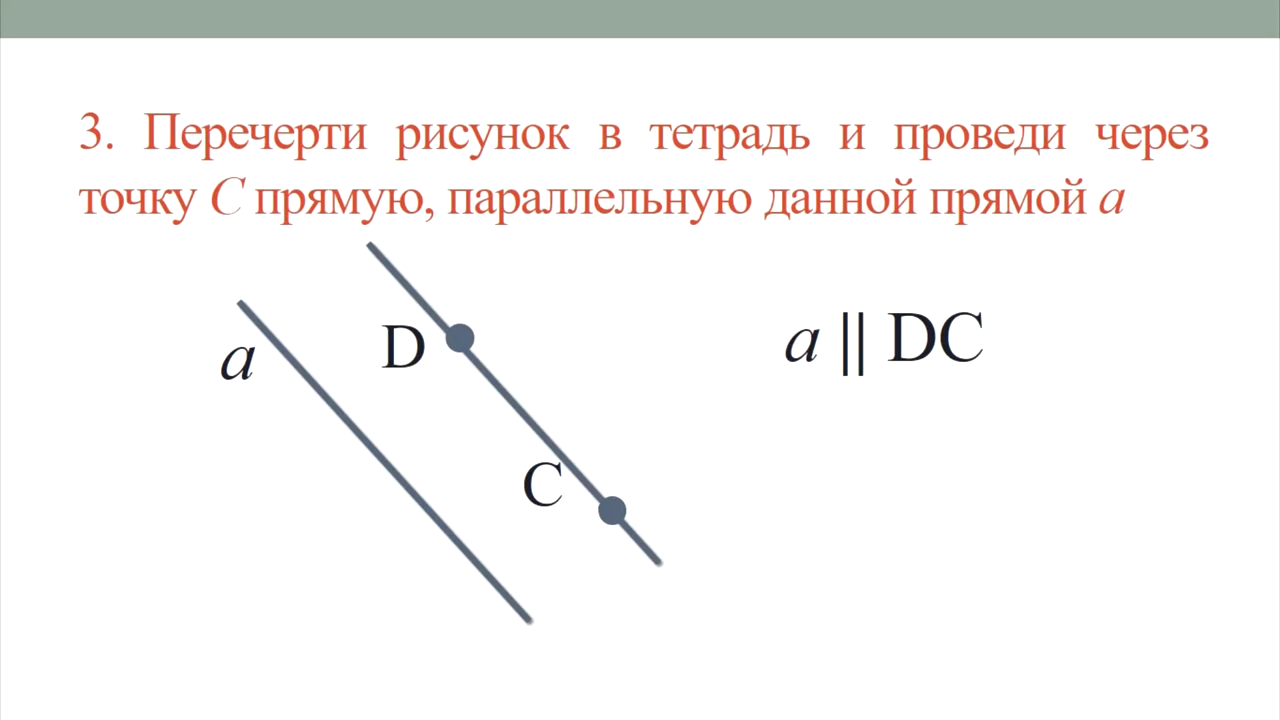 3. Перечерти рисунок в тетрадь и проведи через
точку С прямую, параллельную данной прямой а
a
D
a || DC
C